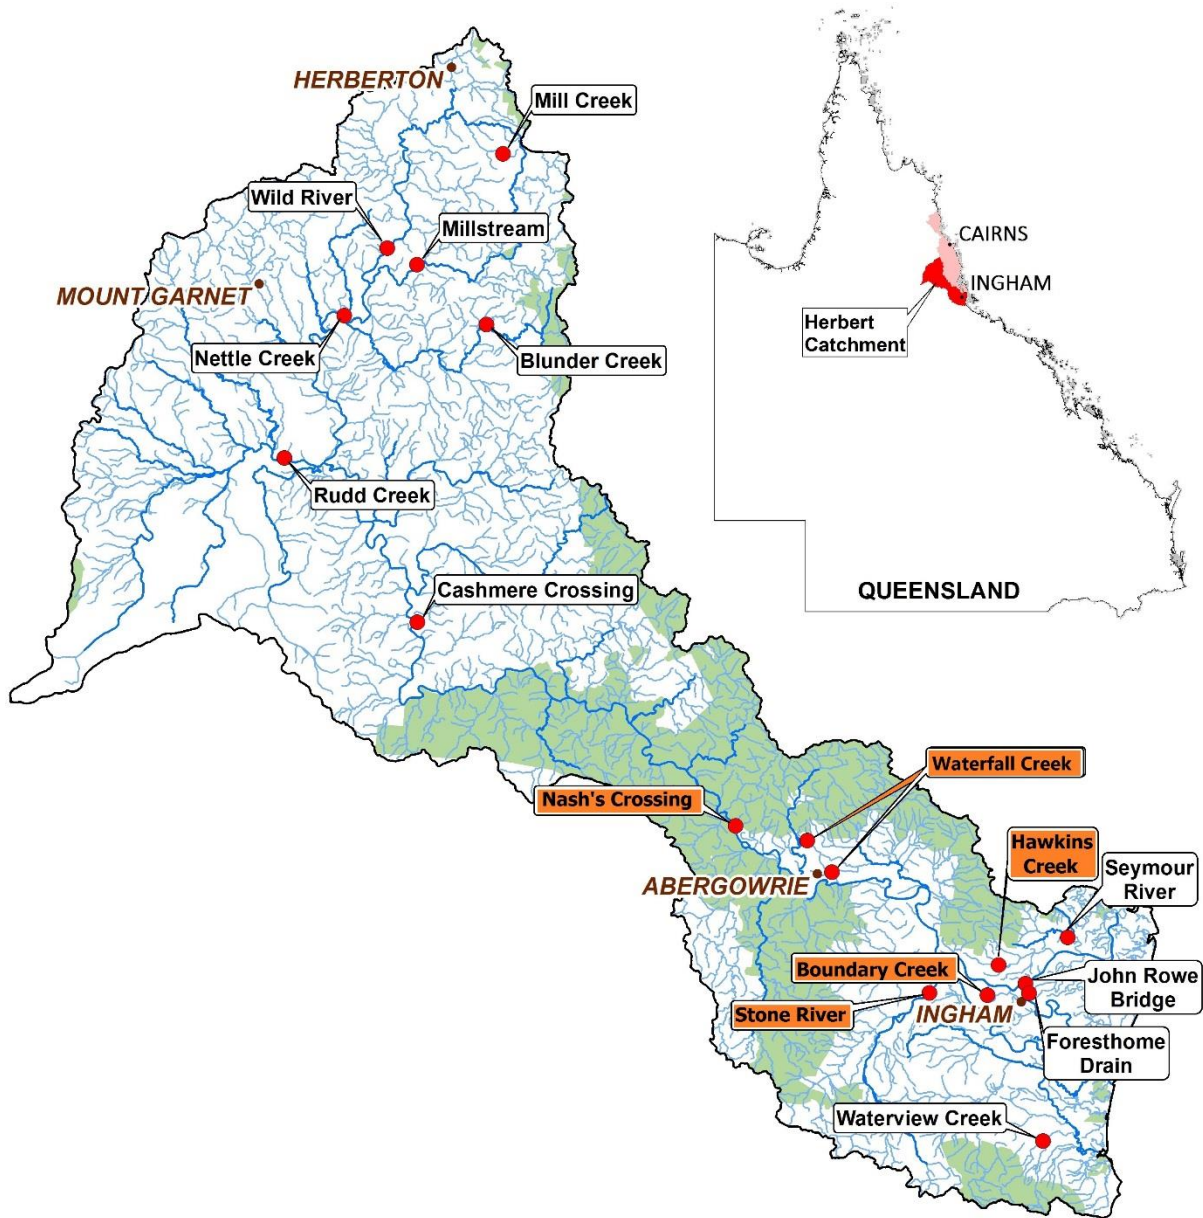 HERBERTON
Mill Creek
Wild River
Millstream
MOUNT GARNET
Nettle Creek
Blunder Creek
Rudd Creek
Cashmere Crossing
CAIRNS
INGHAM
Herbert
Catchment
QUEENSLAND
Waterfall Creek
Nash's Crossing
Hawkins
Creek
ABERGOWRIE
Seymour
River
Boundary Creek
John Rowe
Bridge
Stone River
INGHAM
Foresthome
Drain
Waterview Creek